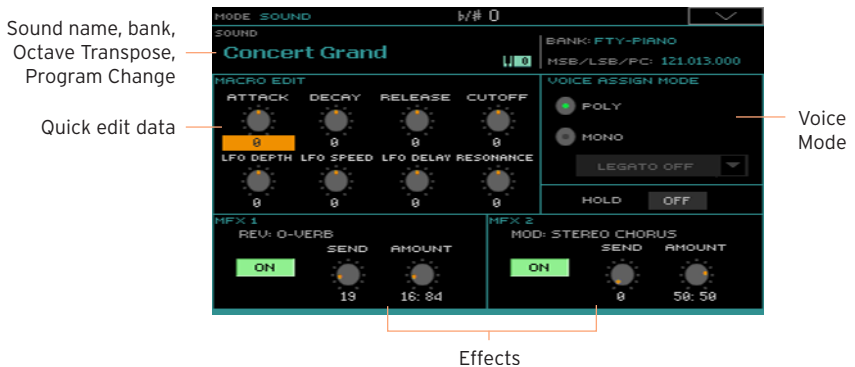 MODE SOUND
♭/# 0
SOUND
Concert Grand
0
BANK: FTY-PIANO
MSB/LSB/PC: 121.013.000
Sound name, bank,
Octave Transpose,
Program Change
MACRO EDIT
ATTACK DECAY RELEASE CUTOFF
0 0 0 0
LFO DEPTH LFO SPEED LFO DELAY RESONANCE
0 0 0 0
Quick edit data
VOICE ASSIGN MODE
POLY
MONO
LEGATO OFF
HOLD OFF
Voice
Mode
MFX 1
REV: O-VERB
SEND AMOUNT
ON
19 16: 84
MFX 2
MOD: STEREO CHORUS
SEND AMOUNT
ON
0 50: 50
Effects